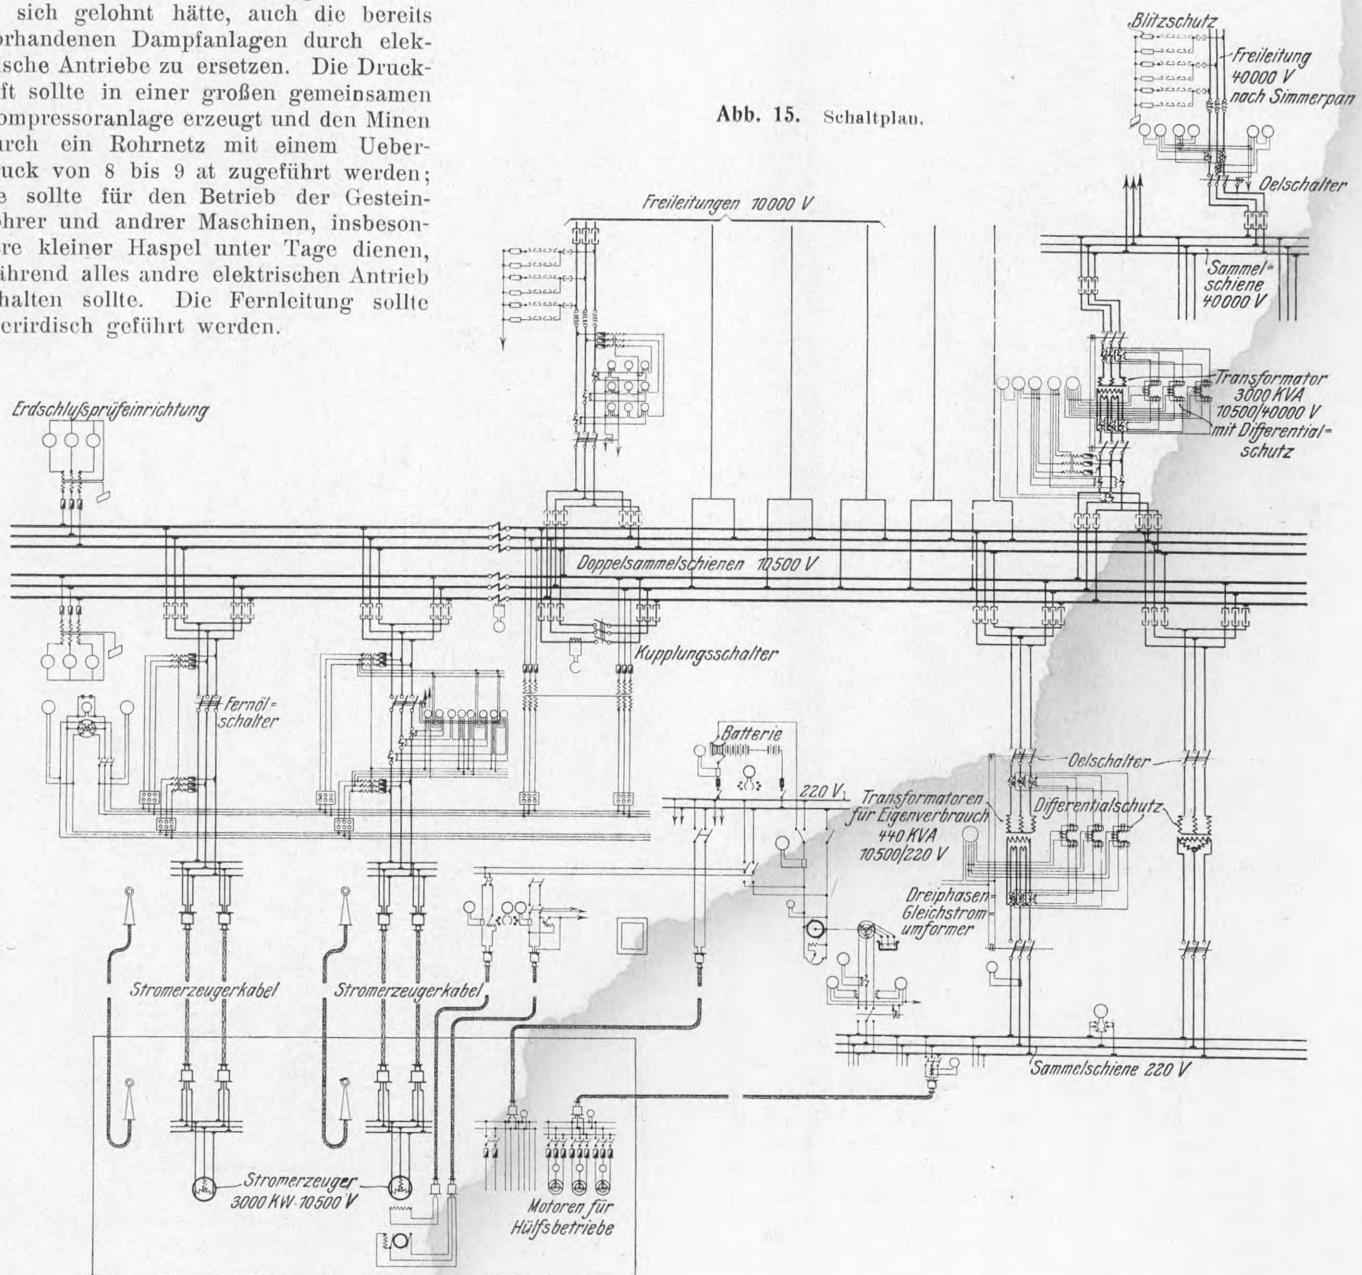 sich gelohnt hätte, auch die bereits
orhandenen Dampfanlagen durch elek-
ische Antriebe zu ersetzen. Die Druck-
ft sollte in einer großen gemeinsamen
ompressoranlage erzeugt und den Minen
urch ein Rohrnetz mit einem Ueber-
ruck von 8 bis 9 at zugeführt werden;
e sollte für den Betrieb der Gestein-
ohrer und andrer Maschinen, insbeson-
re kleiner Haspel unter Tage dienen,
ährend alles andre elektrischen Antrieb
halten sollte. Die Fernleitung sollte
erirdisch geführt werden.
Abb. 15. Schaltplan.
Blitzschutz
Freileitung
40000 V
nach Simmerpan
Oelschalter
Freileitungen 10000 V
Sammel=
schiene
40000 V
Transformator
3000 KVA
10500/40000 V
mit Differential=
schutz
Erdschlußprüfeinrichtung
Doppelsammelschienen 10500 V
Kupplungsschalter
Fernöl=
schalter
Batterie
220 V
Oelschalter
Transformatoren
für Eigenverbrauch
440 KVA
10500/220 V
Differentialschutz
Dreiphasen=
Gleichstrom=
umformer
Stromerzeugerkabel
Stromerzeugerkabel
Sammelschiene 220 V
Stromerzeuger
3000 KW·10500 V
Motoren für
Hülfsbetriebe